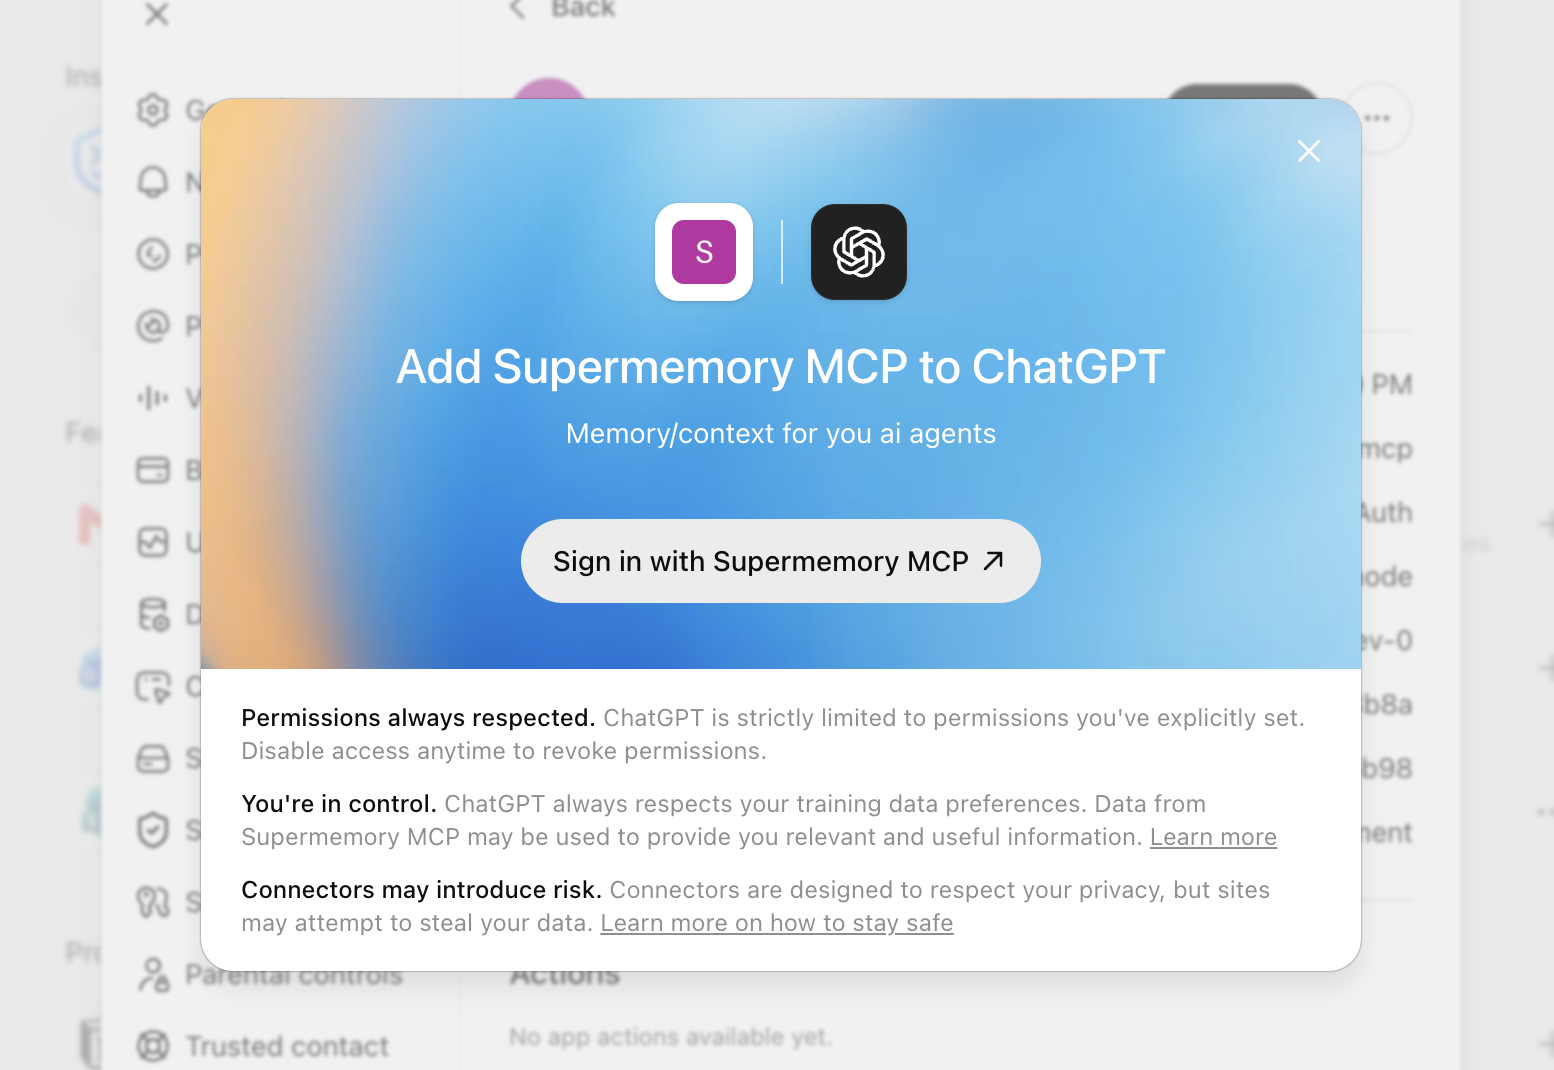 Back
S
Add Supermemory MCP to ChatGPT
Memory/context for you ai agents
Sign in with Supermemory MCP
PM
mcp
Permissions always respected. ChatGPT is strictly limited to permissions you've explicitly set.
Disable access anytime to revoke permissions.
You're in control. ChatGPT always respects your training data preferences. Data from
Supermemory MCP may be used to provide you relevant and useful information. Learn more
Connectors may introduce risk. Connectors are designed to respect your privacy, but sites
may attempt to steal your data. Learn more on how to stay safe
Parental controls
Actions
No app actions available yet.
Trusted contact